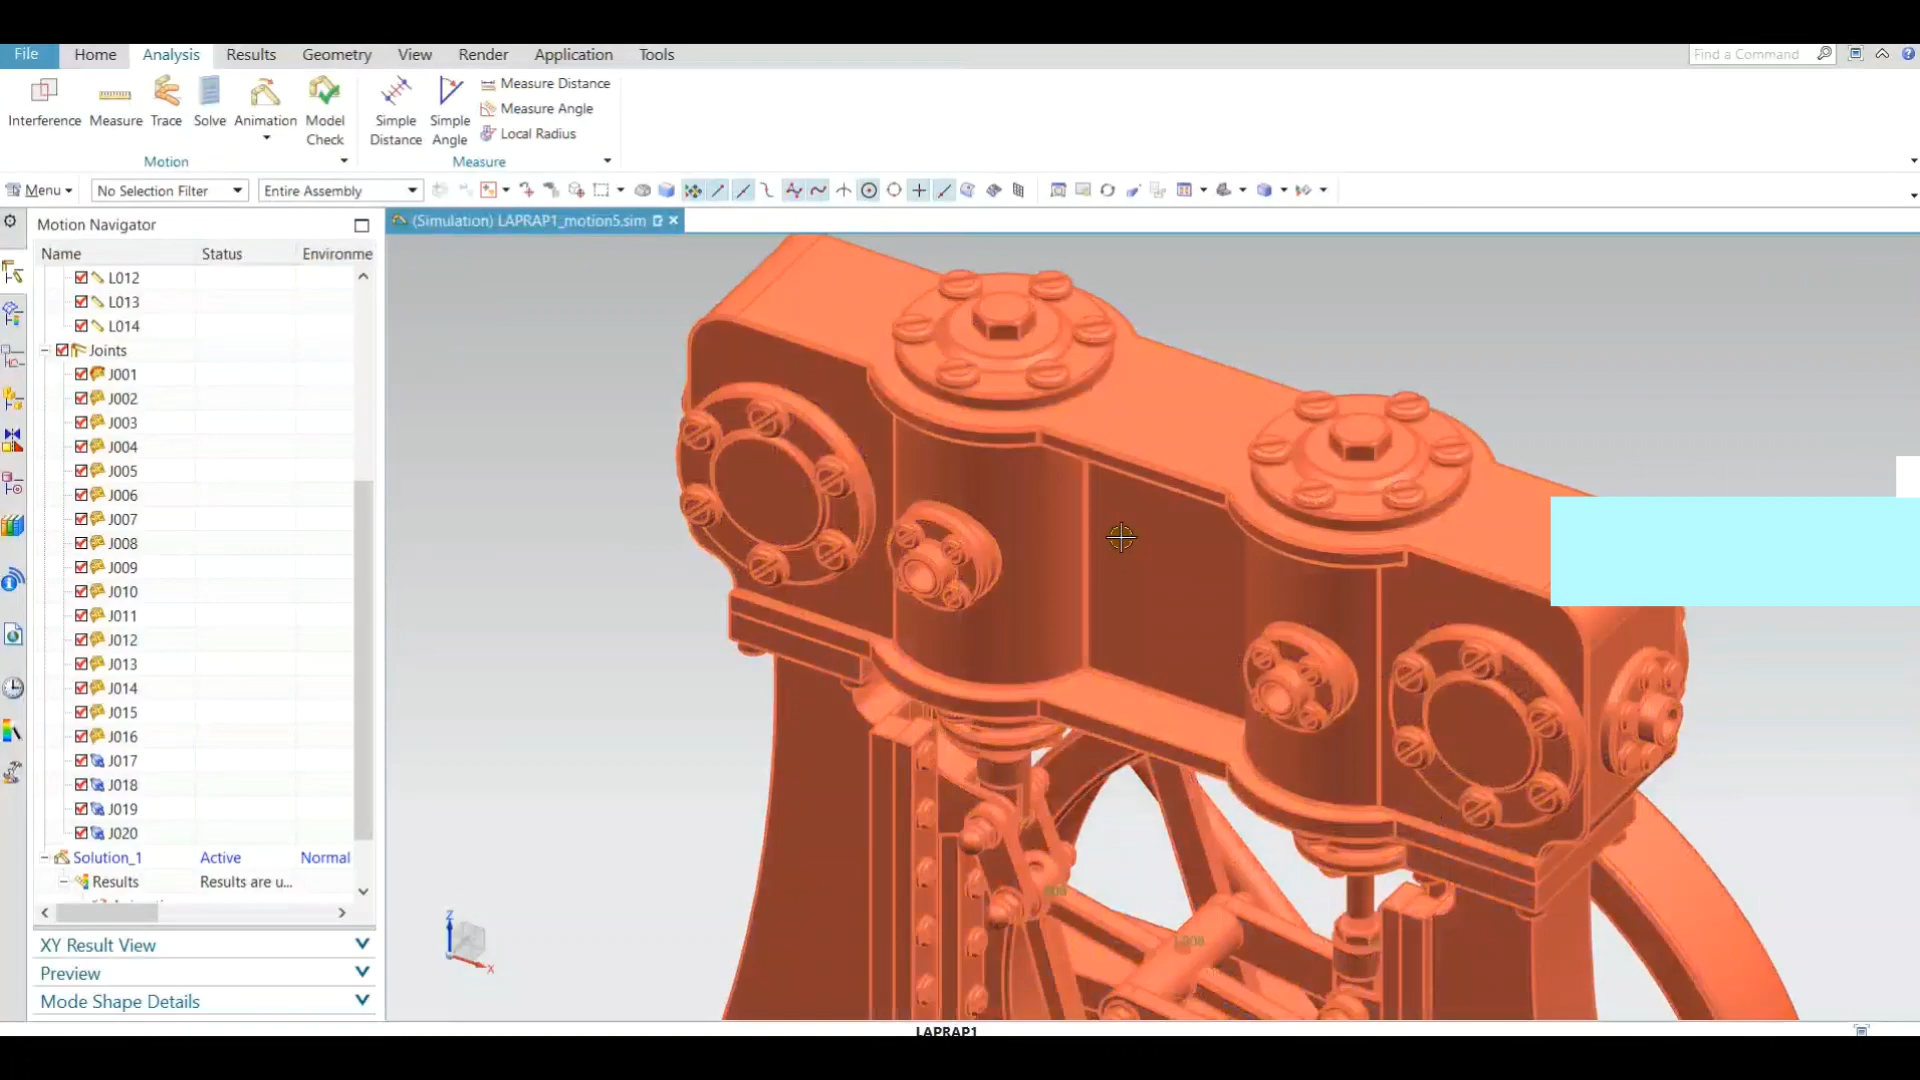 File Home Analysis Results Geometry View Render Application Tools Find a Command
Interference Measure Trace Solve Animation Model Check Simple Distance Simple Angle Measure Distance
Measure Angle
Local Radius
Motion Measure
Menu No Selection Filter Entire Assembly
Motion Navigator (Simulation) LAPRAP1_motion5.sim
Name Status Environme
L012
L013
L014
Joints
J001
J002
J003
J004
J005
J006
J007
J008
J009
J010
J011
J012
J013
J014
J015
J016
J017
J018
J019
J020
Solution_1 Active Normal
Results Results are u...
XY Result View
Preview
Mode Shape Details
Z
X
LAPRAP1